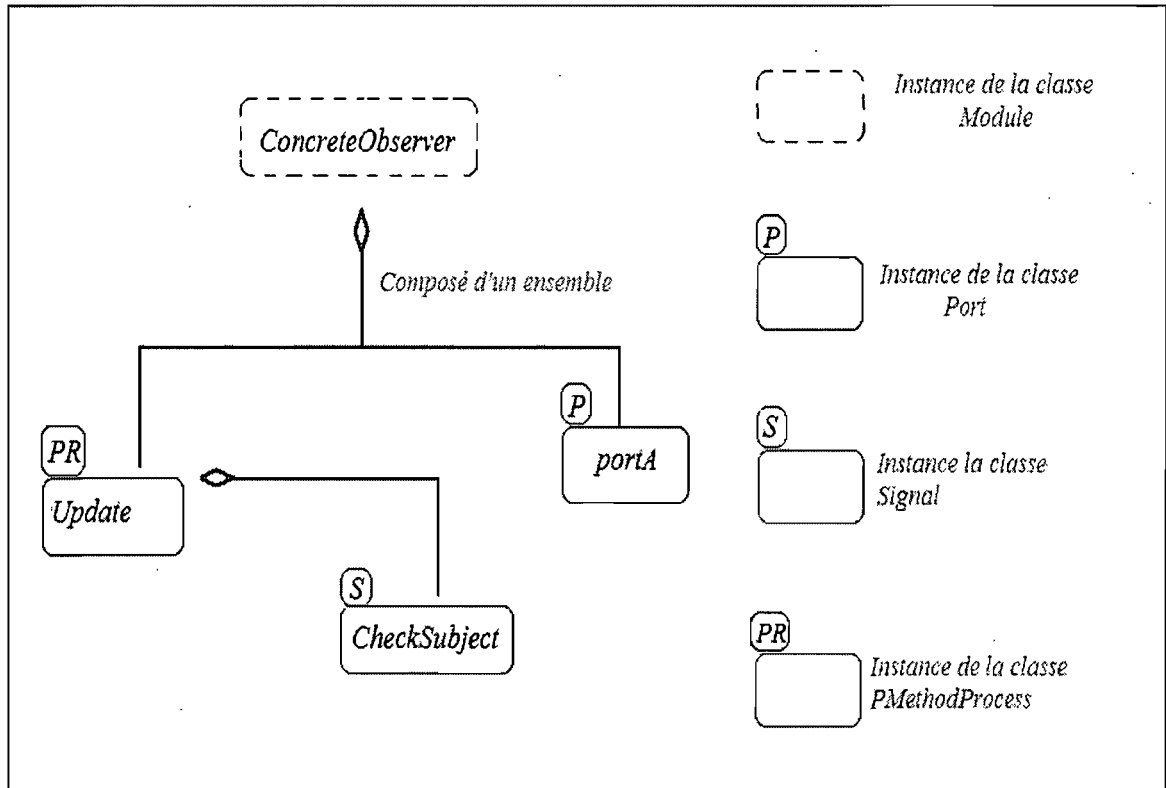 ConcreteObserver
Composé d'un ensemble
PR
Update
P
portA
S
CheckSubject
Instance de la classe
Module
P
Instance de la classe
Port
S
Instance la classe
Signal
PR
Instance de la classe
PMethodProcess